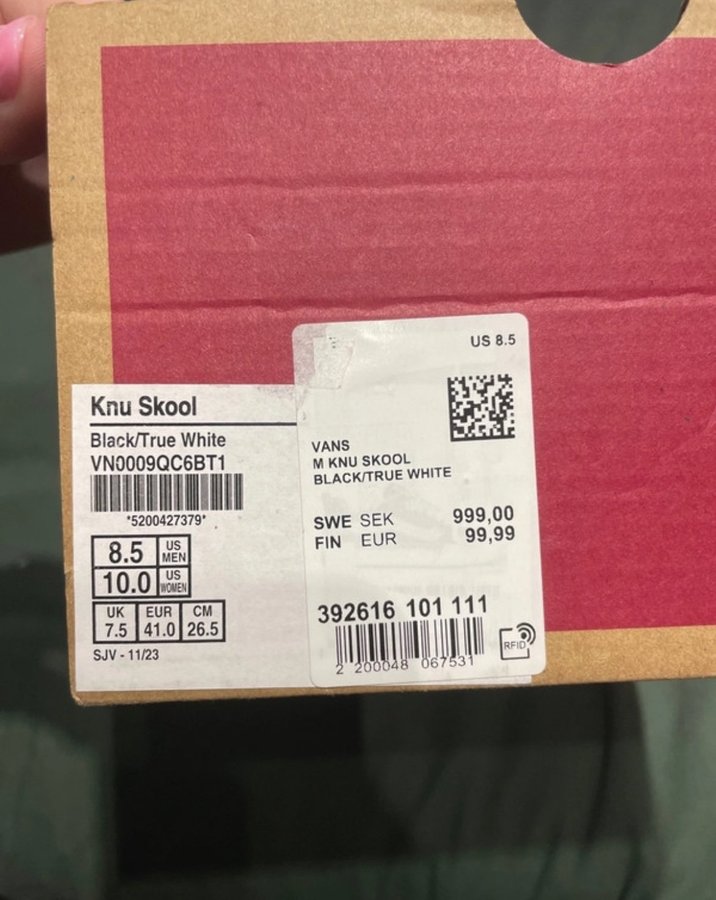 Knu Skool
Black/True White
VN0009QC6BT1
*5200427379*
8.5 US MEN
10.0 US WOMEN
UK EUR CM
7.5 41.0 26.5
SJV - 11/23
US 8.5
VANS
M KNU SKOOL
BLACK/TRUE WHITE
SWE SEK 999,00
FIN EUR 99,99
392616 101 111
2 200048 067531
RFID